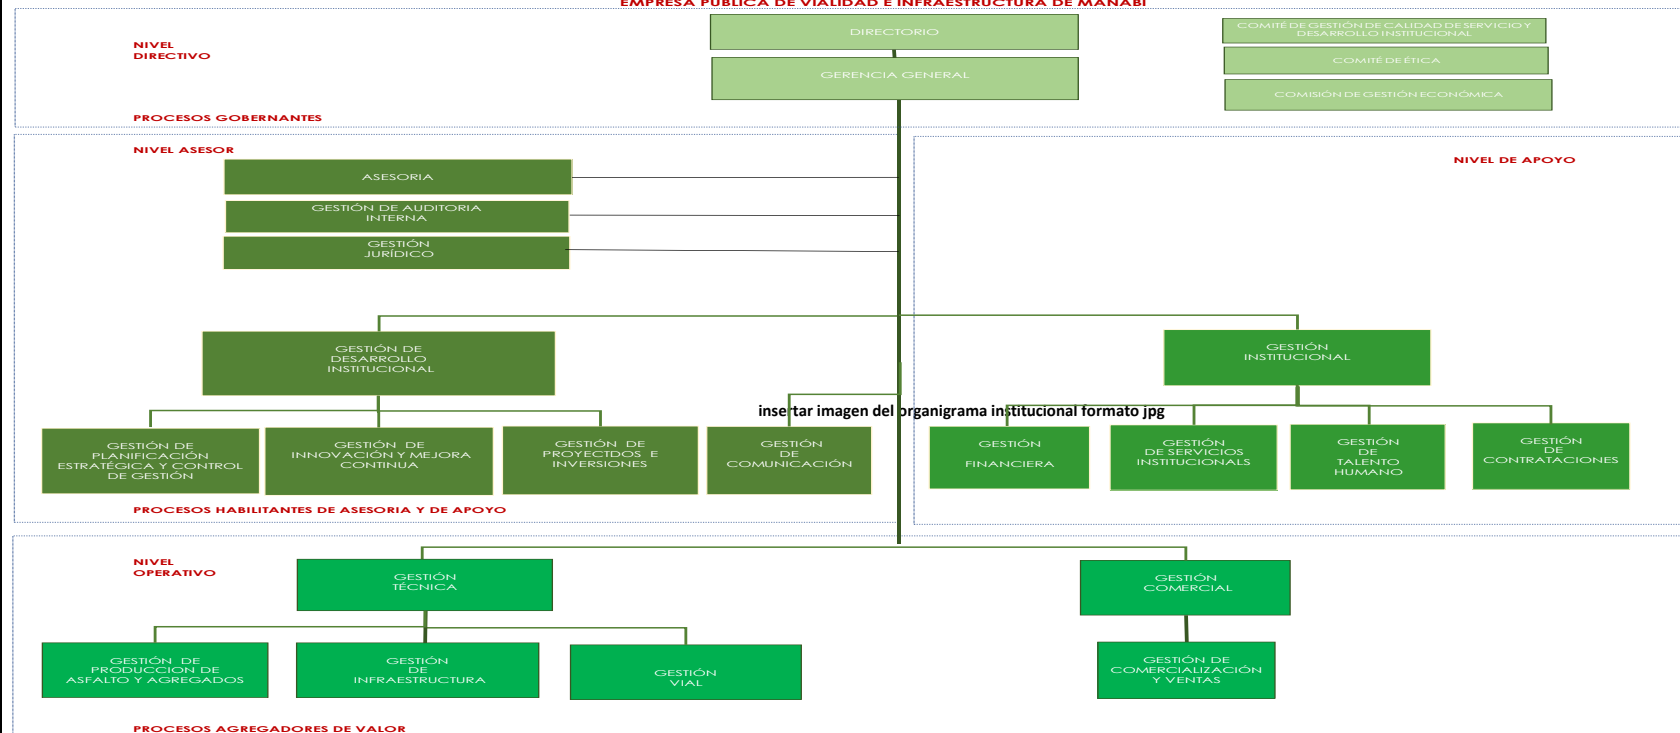 EMPRESA PÚBLICA DE VIALIDAD E INFRAESTRUCTURA DE MANABÍ
DIRECTORIO
COMITÉ DE GESTIÓN DE CALIDAD DE SERVICIO Y
DESARROLLO INSTITUCIONAL
NIVEL
DIRECTIVO
COMITÉ DE ÉTICA
GERENCIA GENERAL
COMISIÓN DE GESTIÓN ECONÓMICA
PROCESOS GOBERNANTES
NIVEL ASESOR
NIVEL DE APOYO
ASESORIA
GESTIÓN DE AUDITORIA
INTERNA
GESTIÓN
JURÍDICO
GESTIÓN DE
DESARROLLO
INSTITUCIONAL
GESTIÓN
INSTITUCIONAL
insertar imagen del organigrama institucional formato jpg
GESTIÓN DE
PLANIFICACIÓN
ESTRATÉGICA Y CONTROL
DE GESTIÓN
GESTIÓN DE
INNOVACIÓN Y MEJORA
CONTINUA
GESTIÓN DE
PROYECTDOS E
INVERSIONES
GESTIÓN
DE
COMUNICACIÓN
GESTIÓN
FINANCIERA
GESTIÓN
DE SERVICIOS
INSTITUCIONALS
GESTIÓN
DE
TALENTO
HUMANO
GESTIÓN
DE
CONTRATACIONES
PROCESOS HABILITANTES DE ASESORIA Y DE APOYO
NIVEL
OPERATIVO
GESTIÓN
TÉCNICA
GESTIÓN
COMERCIAL
GESTIÓN DE
PRODUCCION DE
ASFALTO Y AGREGADOS
GESTIÓN
DE
INFRAESTRUCTURA
GESTIÓN
VIAL
GESTIÓN DE
COMERCIALIZACIÓN
Y VENTAS
PROCESOS AGREGADORES DE VALOR